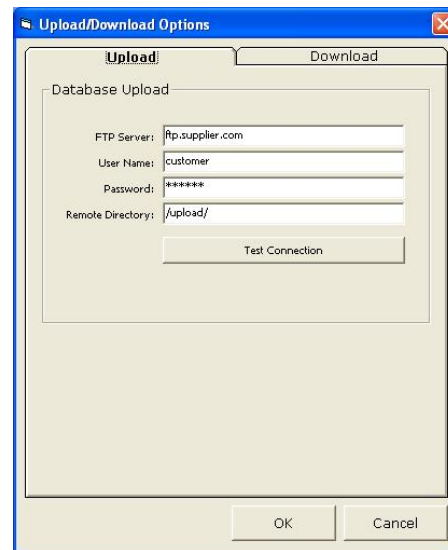 Upload/Download Options
Upload Download
Database Upload
FTP Server: ftp.supplier.com
User Name: customer
Password: ******
Remote Directory: /upload/
Test Connection
OK Cancel